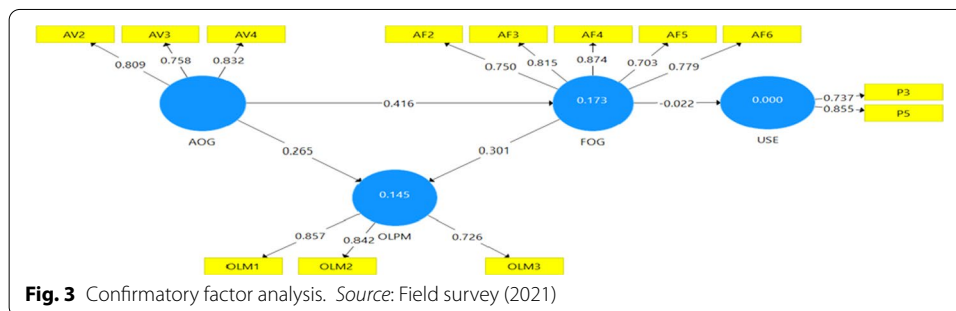 AV2 AV3 AV4 AF2 AF3 AF4 AF5 AF6
0.809 0.758 0.832 0.750 0.815 0.874 0.703 0.779
0.416 0.173 -0.022 0.000 0.737 P3
0.855 P5
AOG FOG USE
0.265 0.301
0.145
OLPM
0.857 0.842 0.726
OLM1 OLM2 OLM3
Fig. 3 Confirmatory factor analysis. Source: Field survey (2021)